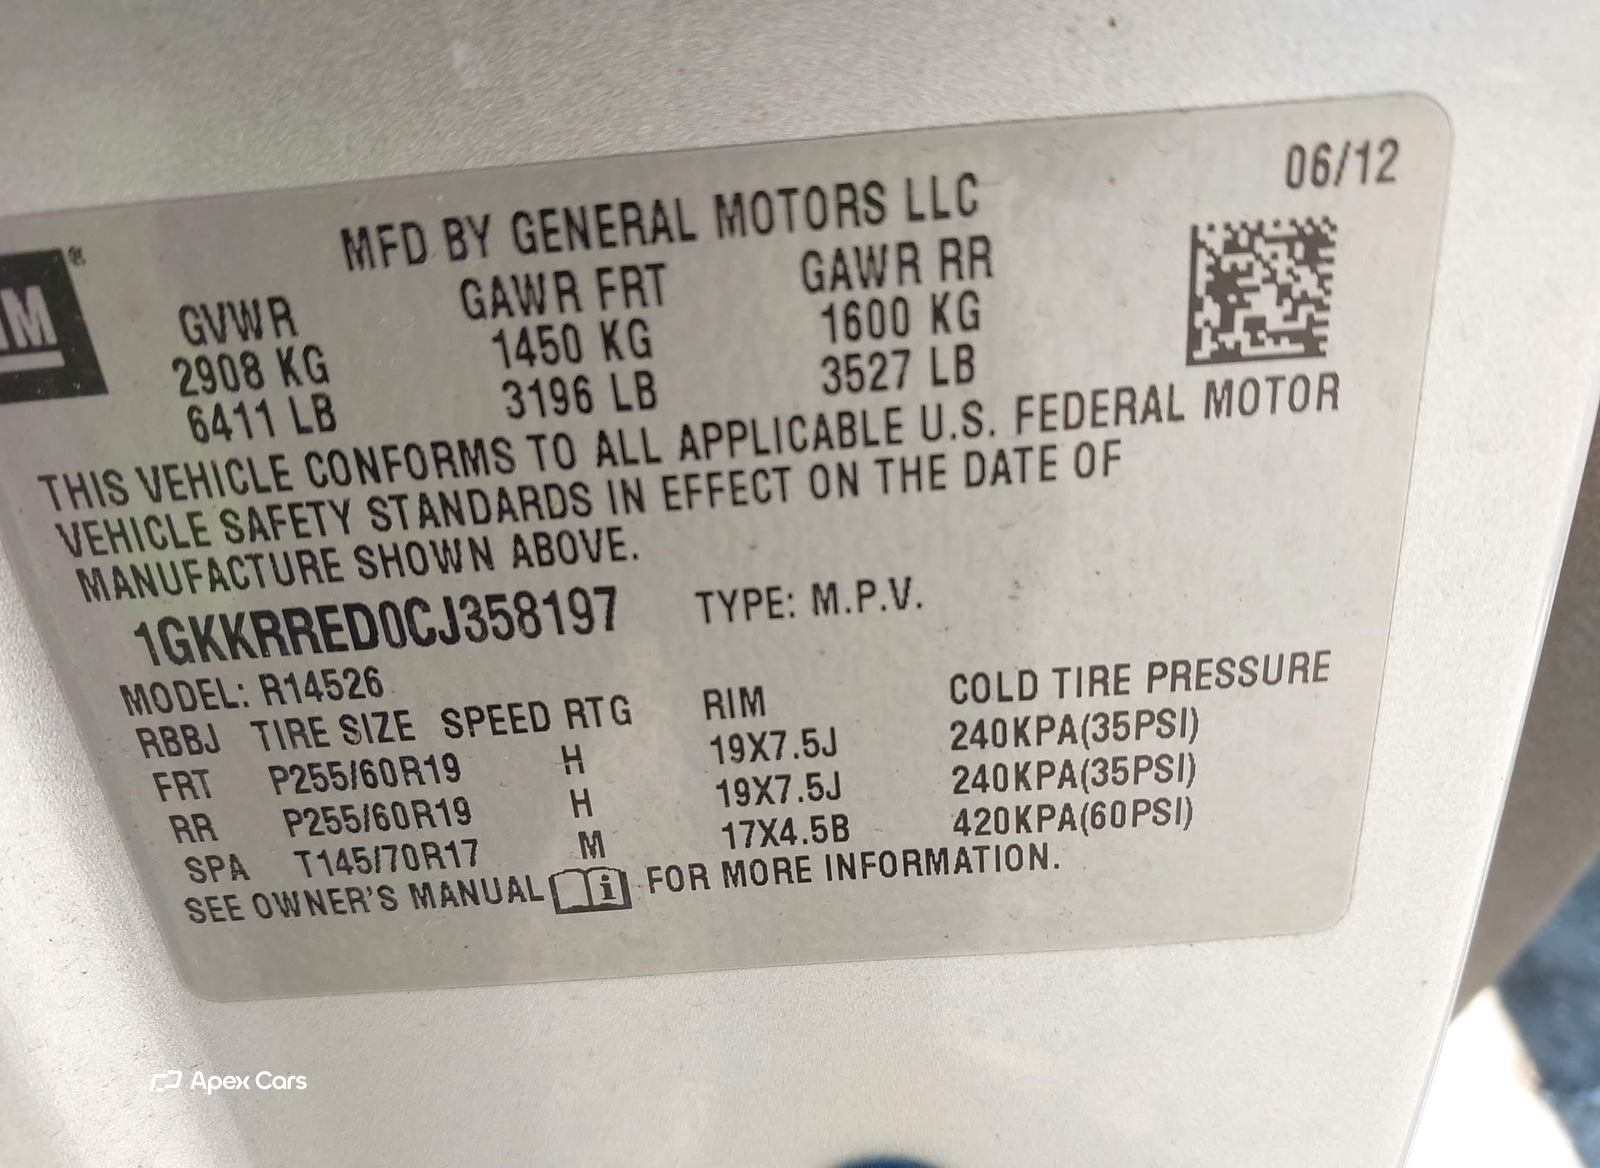 06/12
MFD BY GENERAL MOTORS LLC
GVWR GAWR FRT GAWR RR
2908 KG 1450 KG 1600 KG
6411 LB 3196 LB 3527 LB
THIS VEHICLE CONFORMS TO ALL APPLICABLE U.S. FEDERAL MOTOR
VEHICLE SAFETY STANDARDS IN EFFECT ON THE DATE OF
MANUFACTURE SHOWN ABOVE.
1GKKRRED0CJ358197 TYPE: M.P.V.
MODEL: R14526
RBBJ TIRE SIZE SPEED RTG RIM COLD TIRE PRESSURE
FRT P255/60R19 H 19X7.5J 240KPA(35PSI)
RR P255/60R19 H 19X7.5J 240KPA(35PSI)
SPA T145/70R17 M 17X4.5B 420KPA(60PSI)
SEE OWNER'S MANUAL i FOR MORE INFORMATION.
Apex Cars